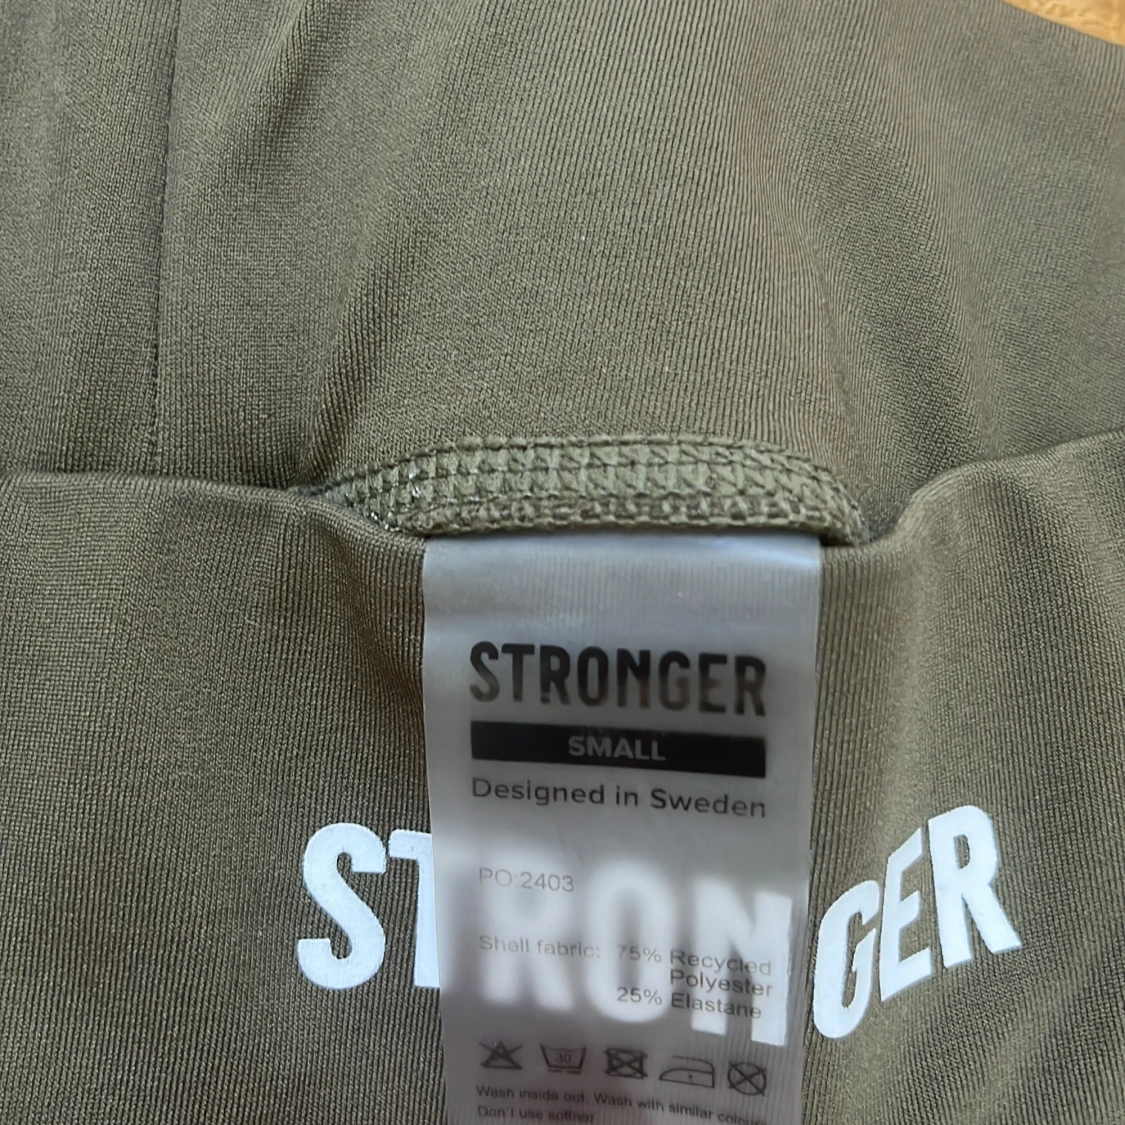 STRONGER
SMALL
Designed in Sweden
STRONGER
PO:2403
Shell fabric: 75% Recycled
Polyester
25% Elastane
30
Wash inside out. Wash with similar colours
Don't use softner